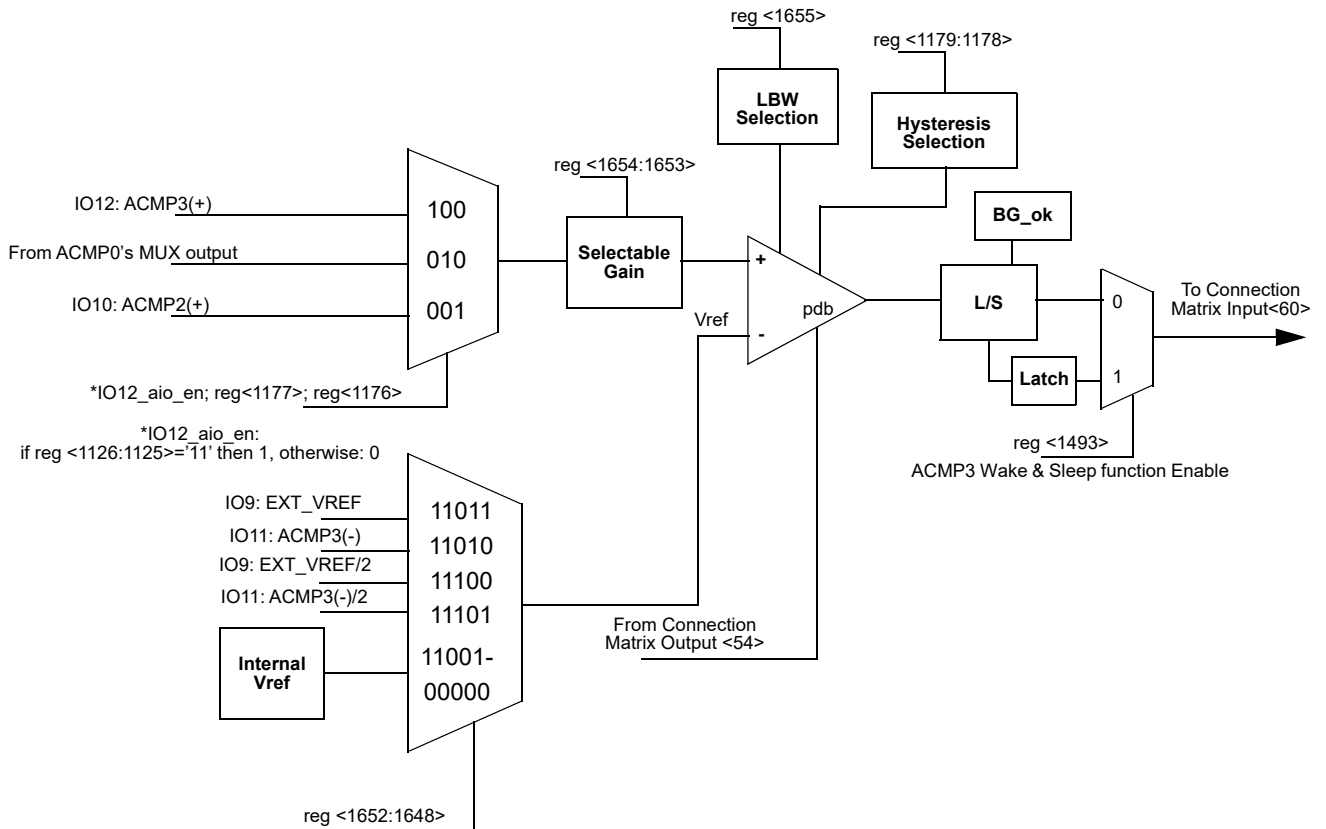 reg <1655>
reg <1179:1178>
LBW
Selection
Hysteresis
Selection
reg <1654:1653>
IO12: ACMP3(+)
100
BG_ok
From ACMP0's MUX output
010
Selectable
Gain
+
IO10: ACMP2(+)
001
L/S
0
To Connection
Matrix Input<60>
pdb
Vref
-
Latch
1
*IO12_aio_en; reg<1177>; reg<1176>
*IO12_aio_en:
if reg <1126:1125>='11' then 1, otherwise: 0
reg <1493>
ACMP3 Wake & Sleep function Enable
IO9: EXT_VREF
11011
IO11: ACMP3(-)
11010
IO9: EXT_VREF/2
11100
IO11: ACMP3(-)/2
11101
From Connection
Matrix Output <54>
Internal
Vref
11001-
00000
reg <1652:1648>